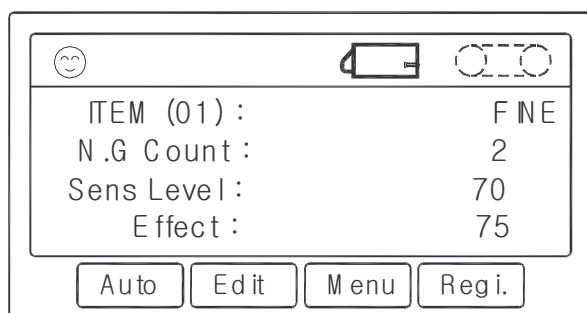 ITEM (01) : FINE
N.G Count : 2
Sens Level : 70
Effect : 75
Auto Edit Menu Regi.